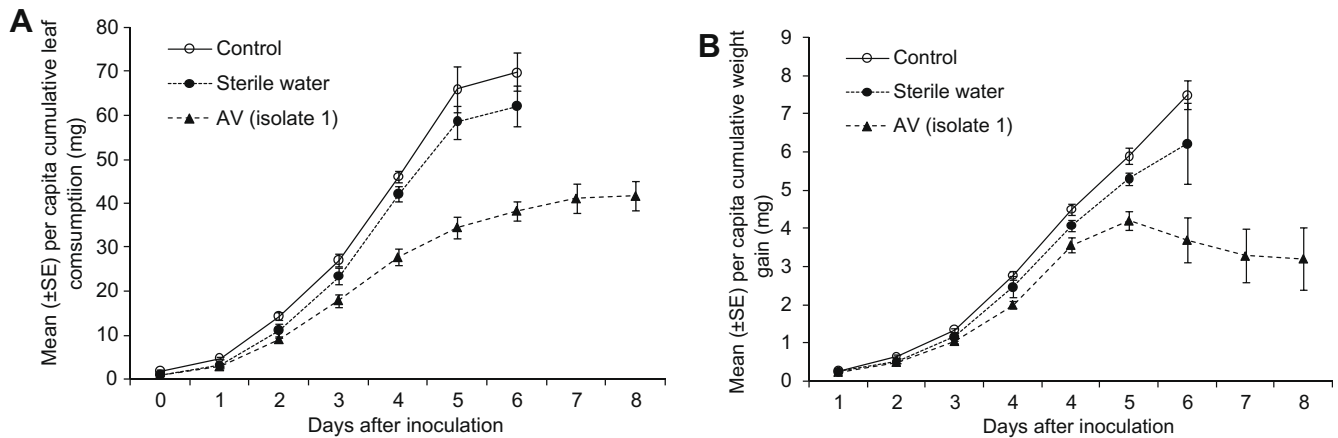 A
Mean (±SE) per capita cumulative leaf
comsumptiion (mg)
80
70
60
50
40
30
20
10
0
Control
Sterile water
AV (isolate 1)
0 1 2 3 4 5 6 7 8
Days after inoculation
B
Mean (±SE) per capita cumulative weight
gain (mg)
9
8
7
6
5
4
3
2
1
0
Control
Sterile water
AV (isolate 1)
1 2 3 4 4 5 6 7 8
Days after inoculation